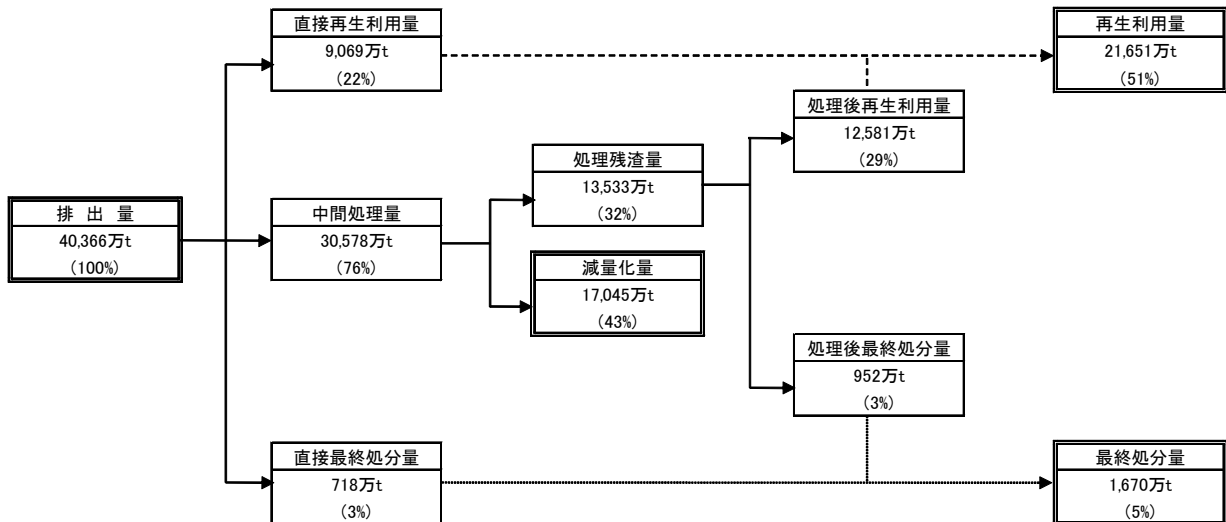 直接再生利用量
9,069万t
(22%)
再生利用量
21,651万t
(51%)
処理後再生利用量
12,581万t
(29%)
処理残渣量
13,533万t
(32%)
排 出 量
40,366万t
(100%)
中間処理量
30,578万t
(76%)
減量化量
17,045万t
(43%)
処理後最終処分量
952万t
(3%)
直接最終処分量
718万t
(3%)
最終処分量
1,670万t
(5%)